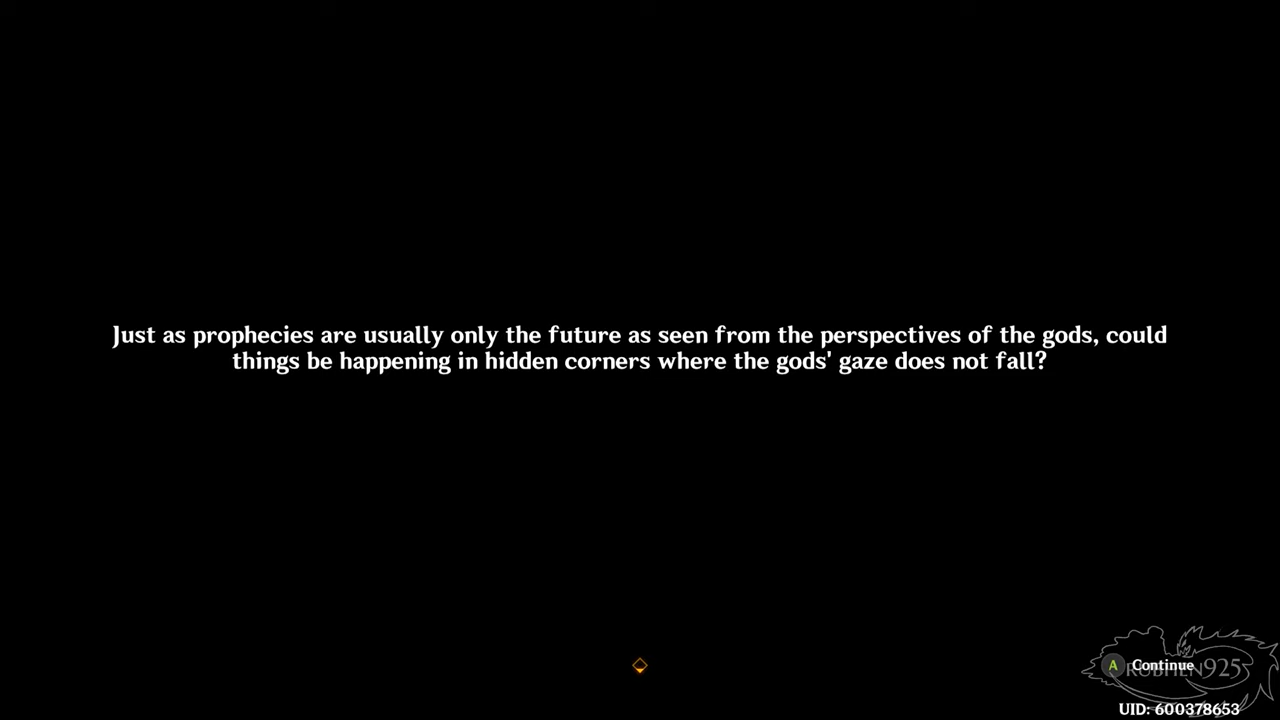 Just as prophecies are usually only the future as seen from the perspectives of the gods, could
things be happening in hidden corners where the gods' gaze does not fall?
A Continue
RUBHEN925
UID: 600378653